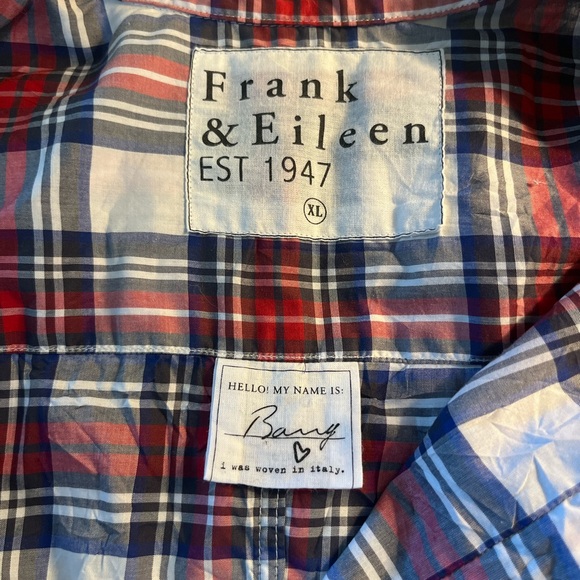 Frank
& Eileen
EST 1947
XL
HELLO! MY NAME IS:
Barry
i was woven in italy.